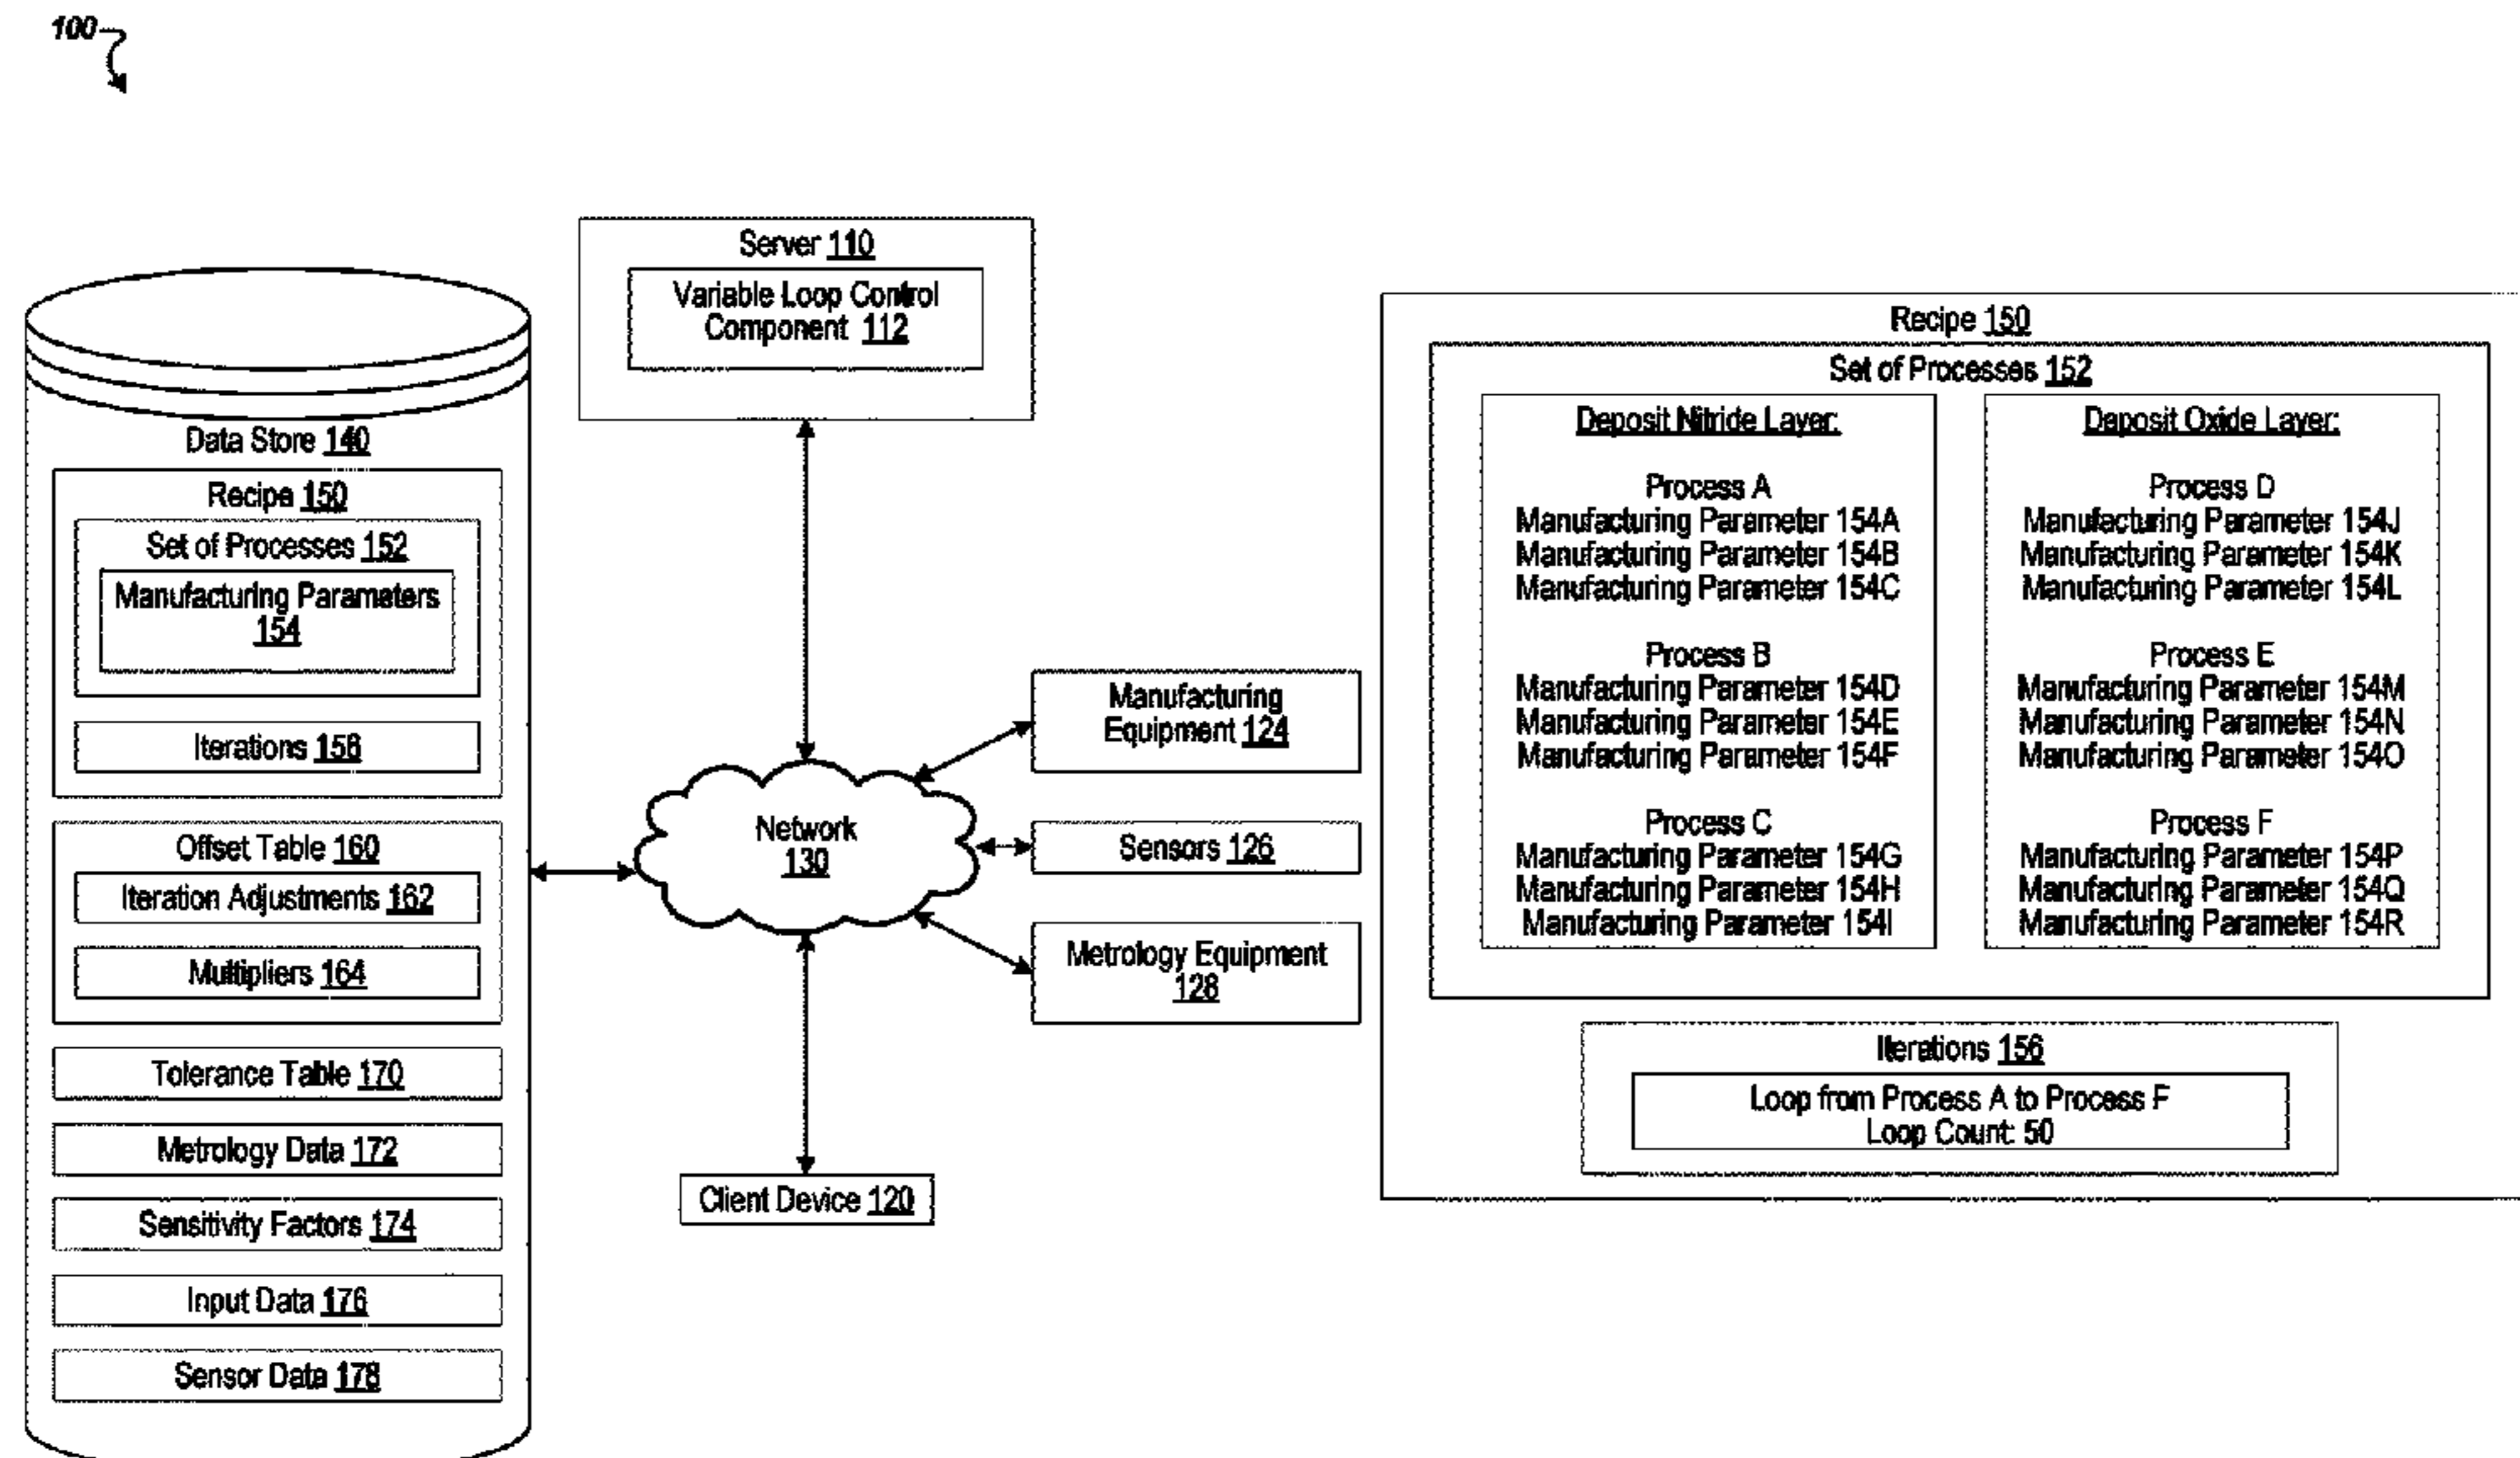 100
Server 110
Variable Loop Control
Component 112
Data Store 140
Recipe 150
Set of Processes 152
Manufacturing Parameters
154
Iterations 156
Offset Table 160
Iteration Adjustments 162
Multipliers 164
Tolerance Table 170
Metrology Data 172
Sensitivity Factors 174
Input Data 176
Sensor Data 178
Network
130
Client Device 120
Manufacturing
Equipment 124
Sensors 126
Metrology Equipment
128
Recipe 150
Set of Processes 152
Deposit Nitride Layer:
Process A
Manufacturing Parameter 154A
Manufacturing Parameter 154B
Manufacturing Parameter 154C
Process B
Manufacturing Parameter 154D
Manufacturing Parameter 154E
Manufacturing Parameter 154F
Process C
Manufacturing Parameter 154G
Manufacturing Parameter 154H
Manufacturing Parameter 154I
Deposit Oxide Layer:
Process D
Manufacturing Parameter 154J
Manufacturing Parameter 154K
Manufacturing Parameter 154L
Process E
Manufacturing Parameter 154M
Manufacturing Parameter 154N
Manufacturing Parameter 154O
Process F
Manufacturing Parameter 154P
Manufacturing Parameter 154Q
Manufacturing Parameter 154R
Iterations 156
Loop from Process A to Process F
Loop Count: 50